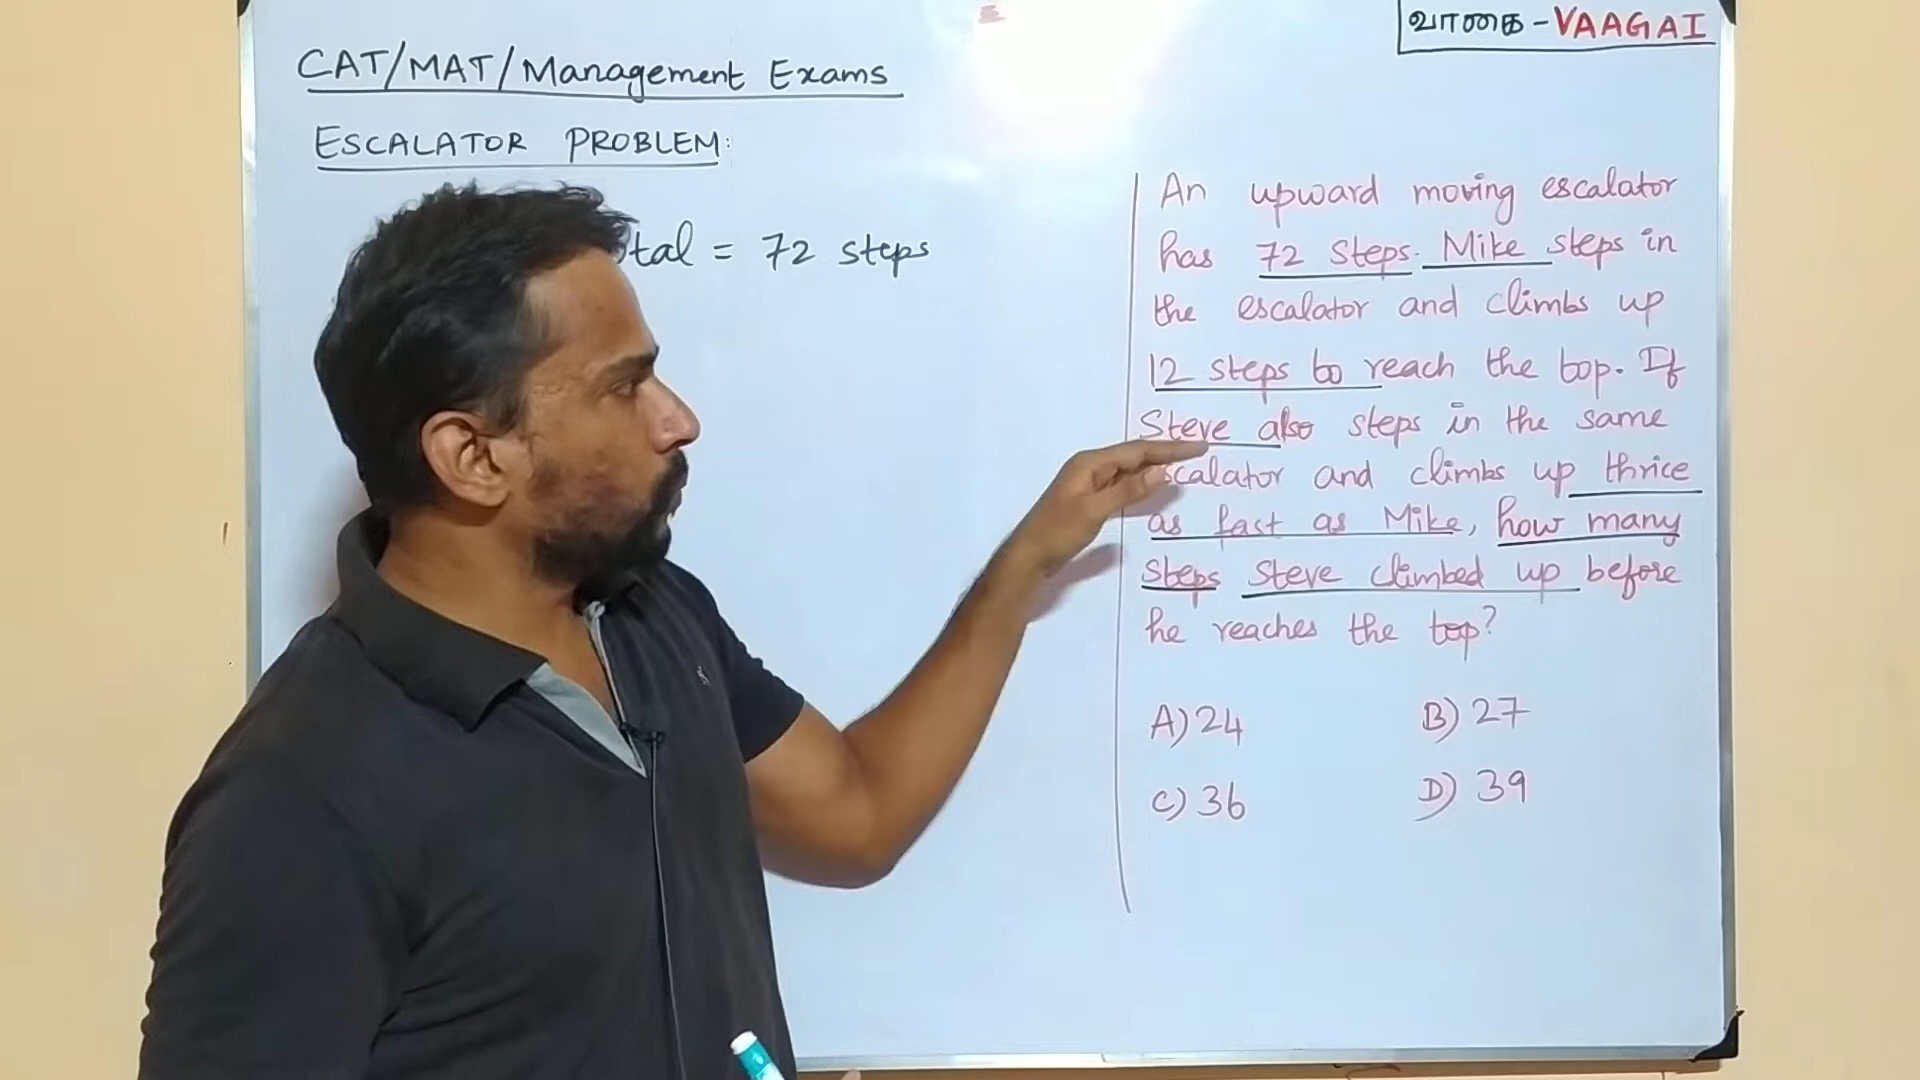 வாகை - VAAGAI
CAT/MAT/Management Exams
ESCALATOR PROBLEM:
tal = 72 steps
An upward moving escalator
has 72 steps. Mike steps in
the escalator and climbs up
12 steps to reach the top. If
Steve also steps in the same
scalator and climbs up thrice
as fast as Mike, how many
steps Steve climbed up before
he reaches the top?
A) 24 B) 27
C) 36 D) 39